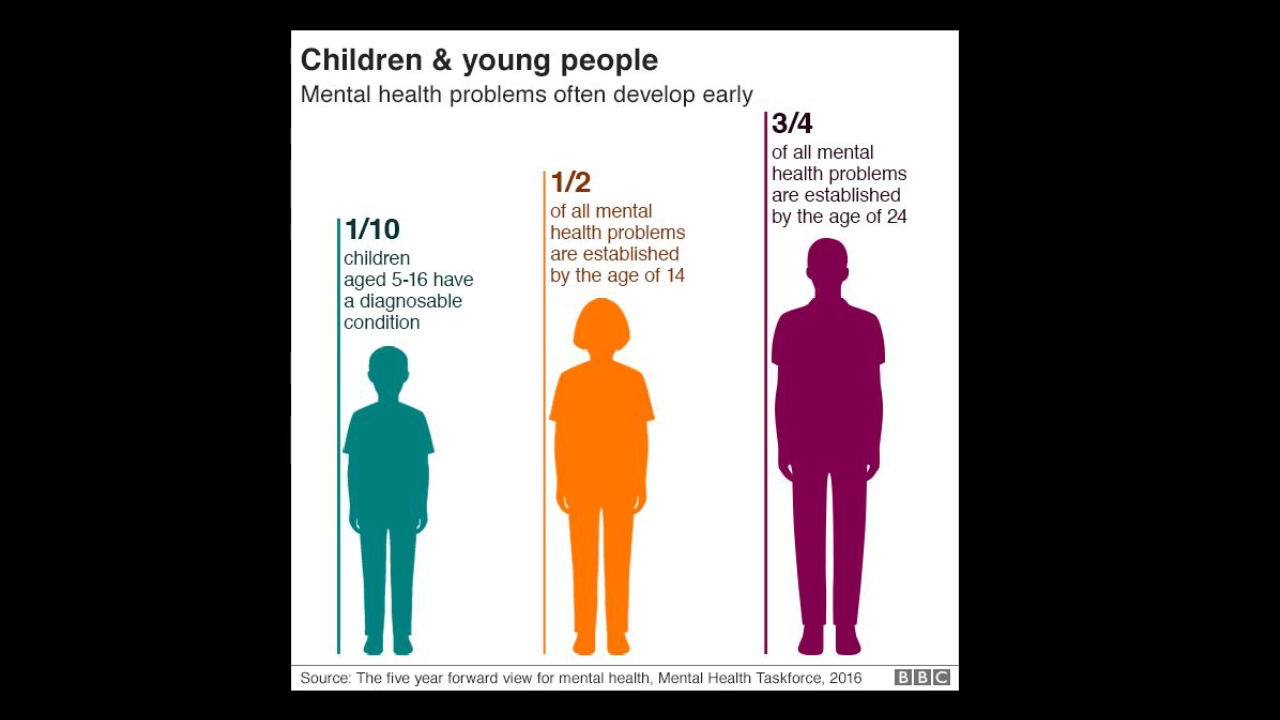 Children & young people
Mental health problems often develop early
1/10
children
aged 5-16 have
a diagnosable
condition
1/2
of all mental
health problems
are established
by the age of 14
3/4
of all mental
health problems
are established
by the age of 24
Source: The five year forward view for mental health, Mental Health Taskforce, 2016
BBC